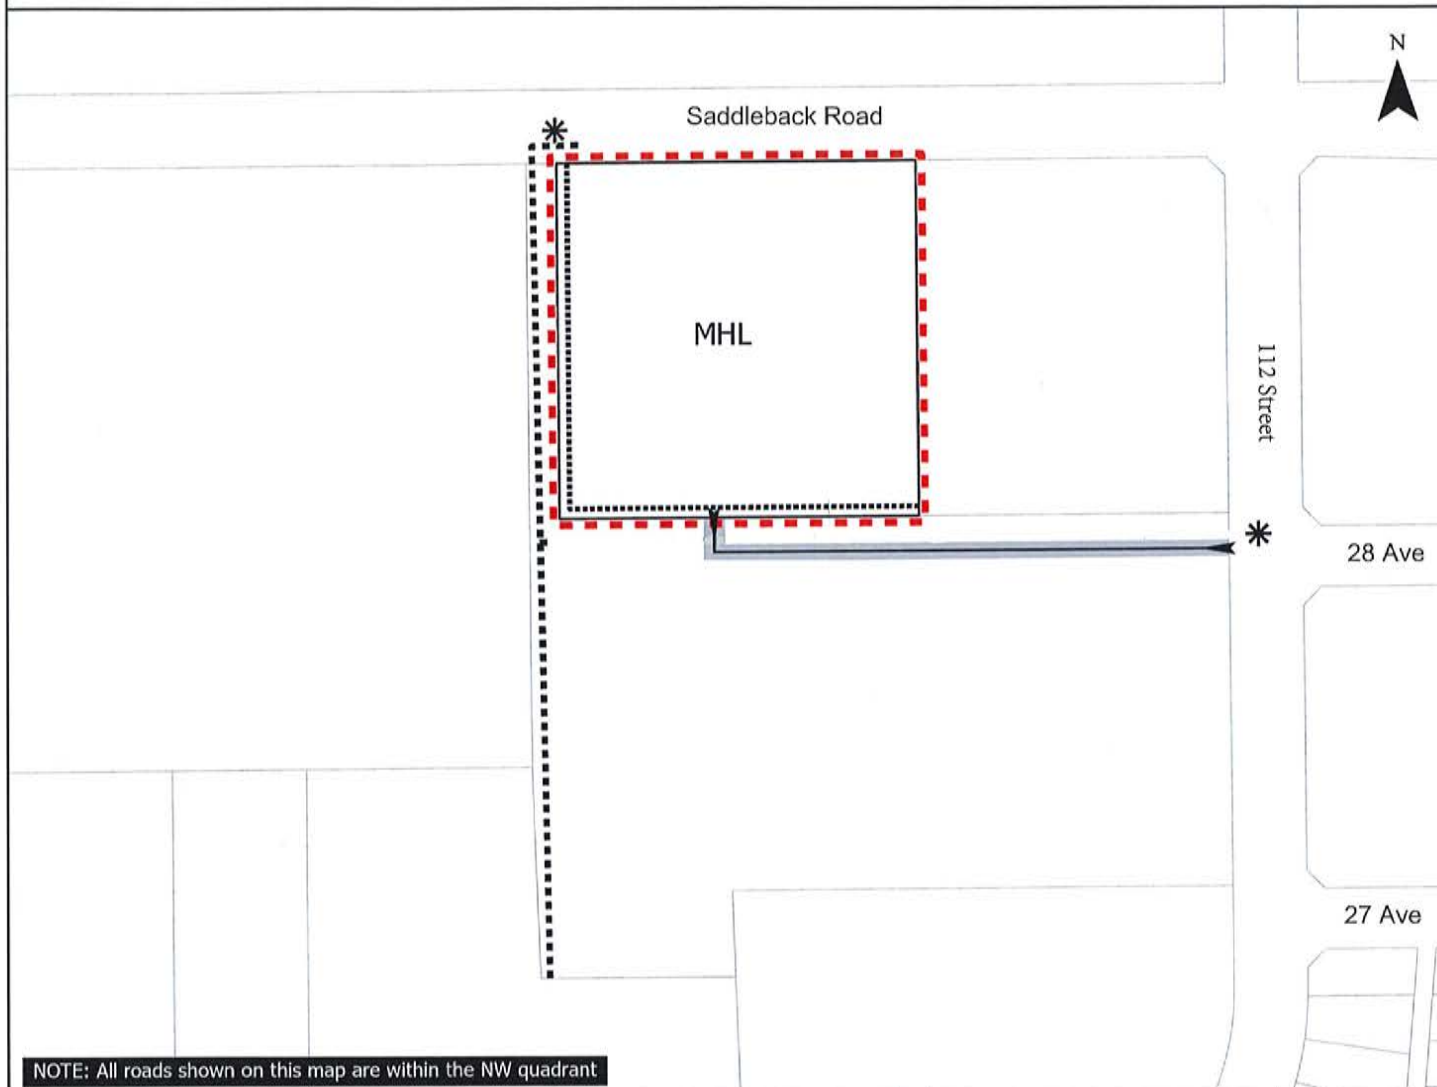 N
Saddleback Road
MHL
112 Street
28 Ave
27 Ave
NOTE: All roads shown on this map are within the NW quadrant